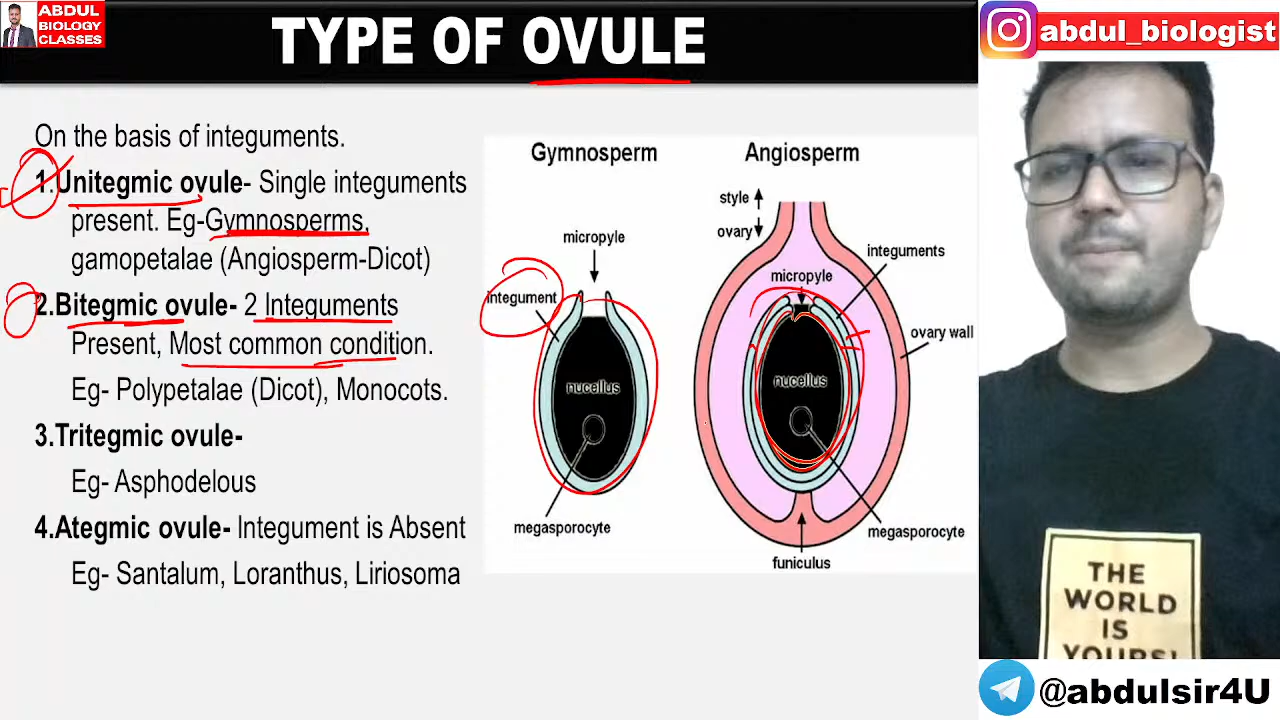 ABDUL
BIOLOGY
CLASSES
TYPE OF OVULE
abdul_biologist
On the basis of integuments.
1.Unitegmic ovule- Single integuments
present. Eg-Gymnosperms,
gamopetalae (Angiosperm-Dicot)
2.Bitegmic ovule- 2 Integuments
Present, Most common condition.
Eg- Polypetalae (Dicot), Monocots.
3.Tritegmic ovule-
Eg- Asphodelous
4.Ategmic ovule- Integument is Absent
Eg- Santalum, Loranthus, Liriosoma
Gymnosperm
micropyle
integument
nucellus
megasporocyte
Angiosperm
style
ovary
integuments
micropyle
ovary wall
nucellus
megasporocyte
funiculus
THE
WORLD
IS
YOURS!
@abdulsir4U